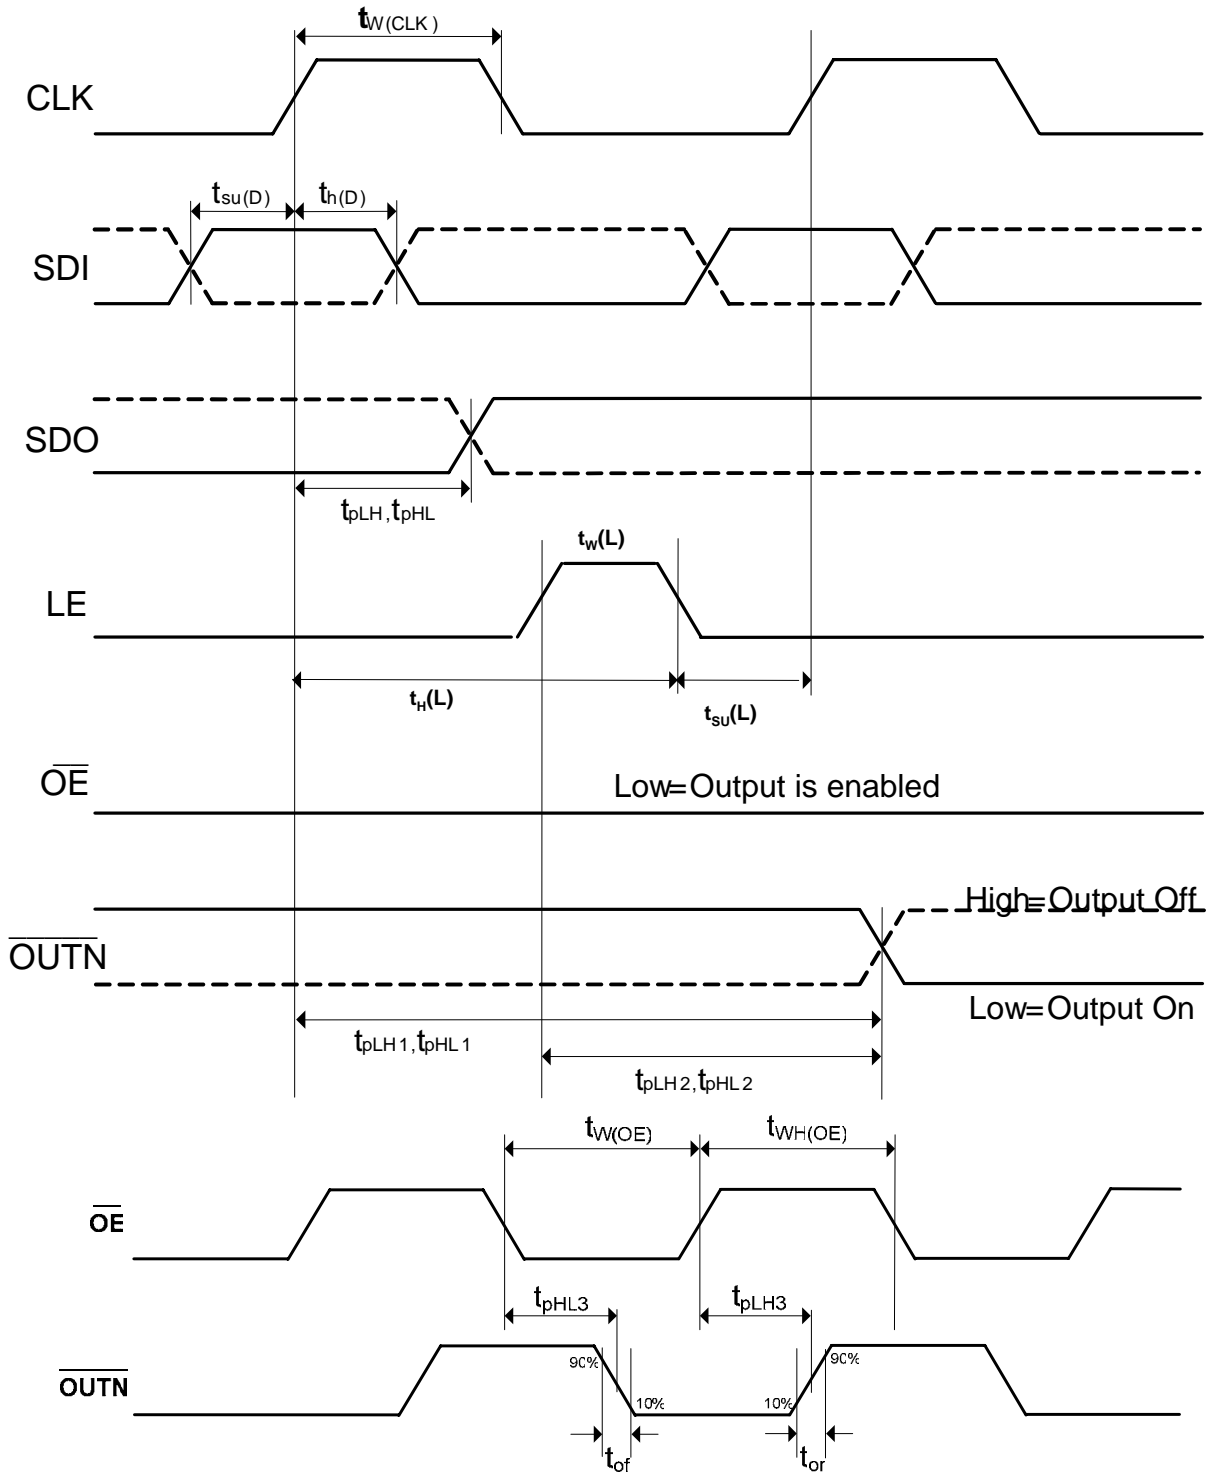 tW(CLK)
CLK
tsu(D)
th(D)
SDI
SDO
tpLH,tpHL
tW(L)
LE
tH(L)
tSU(L)
OE
Low=Output is enabled
High=Output Off
OUTN
Low=Output On
tpLH1,tpHL1
tpLH2,tpHL2
tW(OE)
tWH(OE)
OE
tpHL3
tpLH3
90%
90%
OUTN
10%
10%
tof
tor